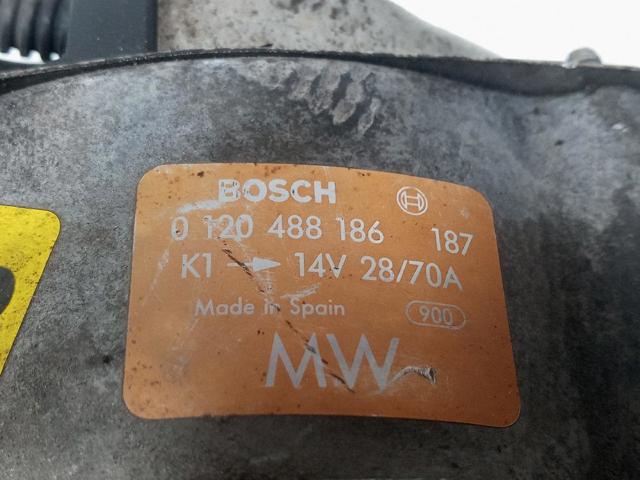 BOSCH
0 120 488 186 187
K1 → 14V 28/70A
Made in Spain 900
MW